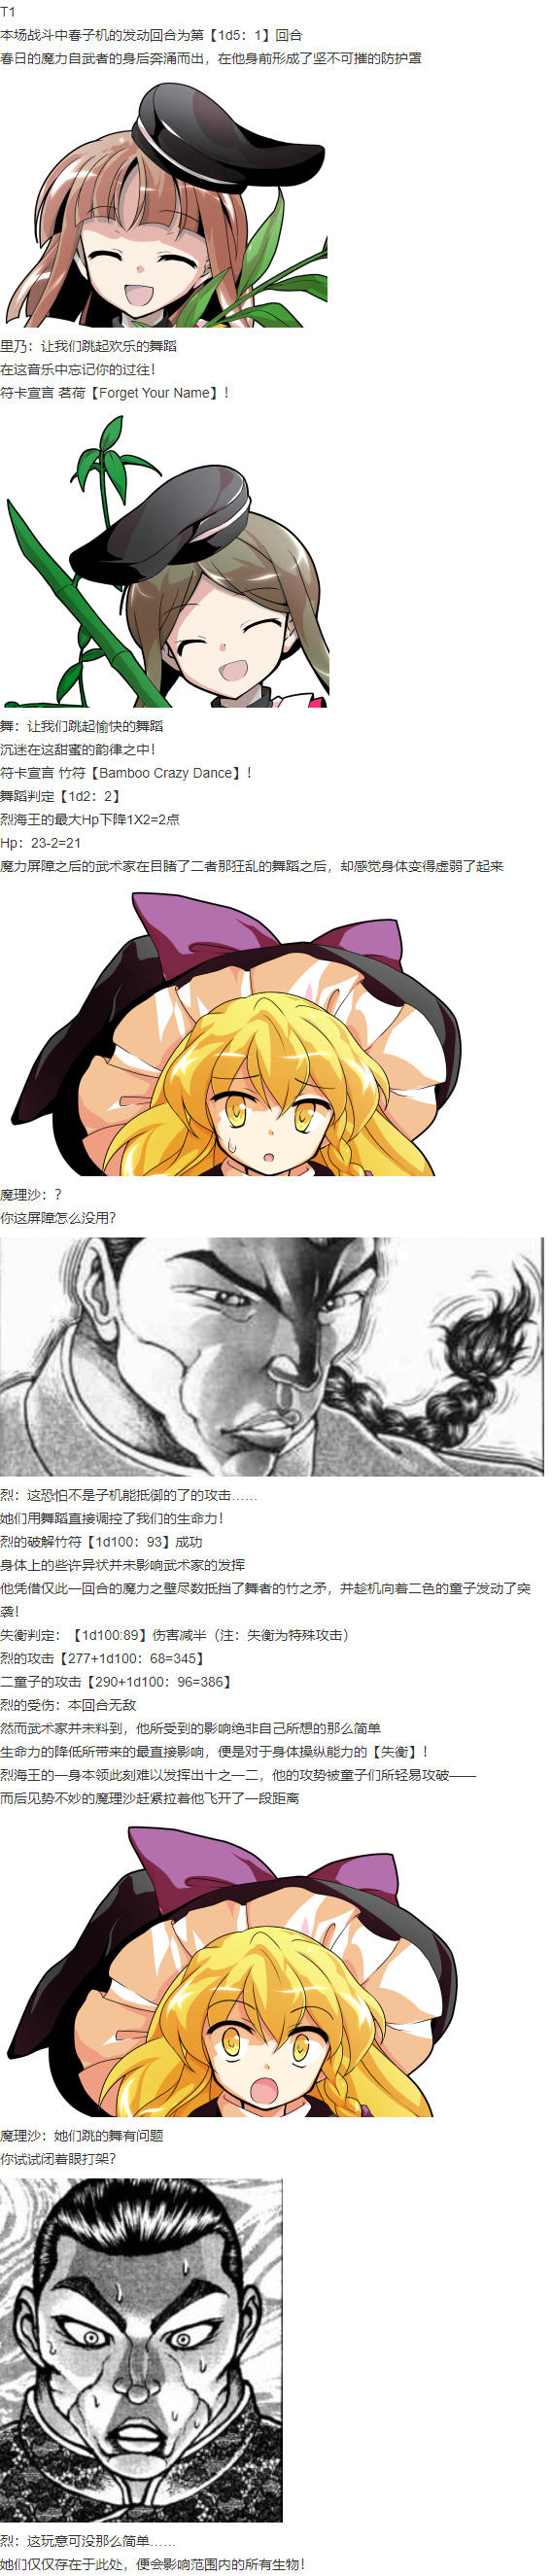 T1
本场战斗中春子机的发动回合为第【1d5：1】回合
春日的魔力自武者的身后奔涌而出，在他身前形成了坚不可摧的防护罩
里乃：让我们跳起欢乐的舞蹈
在这音乐中忘记你的过往！
符卡宣言 茗荷【Forget Your Name】！
舞：让我们跳起愉快的舞蹈
沉迷在这甜蜜的韵律之中！
符卡宣言 竹符【Bamboo Crazy Dance】！
舞蹈判定【1d2：2】
烈海王的最大Hp下降1X2=2点
Hp：23-2=21
魔力屏障之后的武术家在目睹了二者那狂乱的舞蹈之后，却感觉身体变得虚弱了起来
魔理沙：？
你这屏障怎么没用？
烈：这恐怕不是子机能抵御的了的攻击……
她们用舞蹈直接调控了我们的生命力！
烈的破解竹符【1d100：93】成功
身体上的些许异状并未影响武术家的发挥
他凭借仅此一回合的魔力之壁尽数抵挡了舞者的竹之矛，并趁机向着二色的童子发动了突
袭！
失衡判定：【1d100:89】伤害减半（注：失衡为特殊攻击）
烈的攻击【277+1d100：68=345】
二童子的攻击【290+1d100：96=386】
烈的受伤：本回合无敌
然而武术家并未料到，他所受到的影响绝非自己所想的那么简单
生命力的降低所带来的最直接影响，便是对于身体操纵能力的【失衡】！
烈海王的一身本领此刻难以发挥出十之一二，他的攻势被童子们所轻易攻破——
而后见势不妙的魔理沙赶紧拉着他飞开了一段距离
魔理沙：她们跳的舞有问题
你试试闭着眼打架？
烈：这玩意可没那么简单……
她们仅仅存在于此处，便会影响范围内的所有生物！